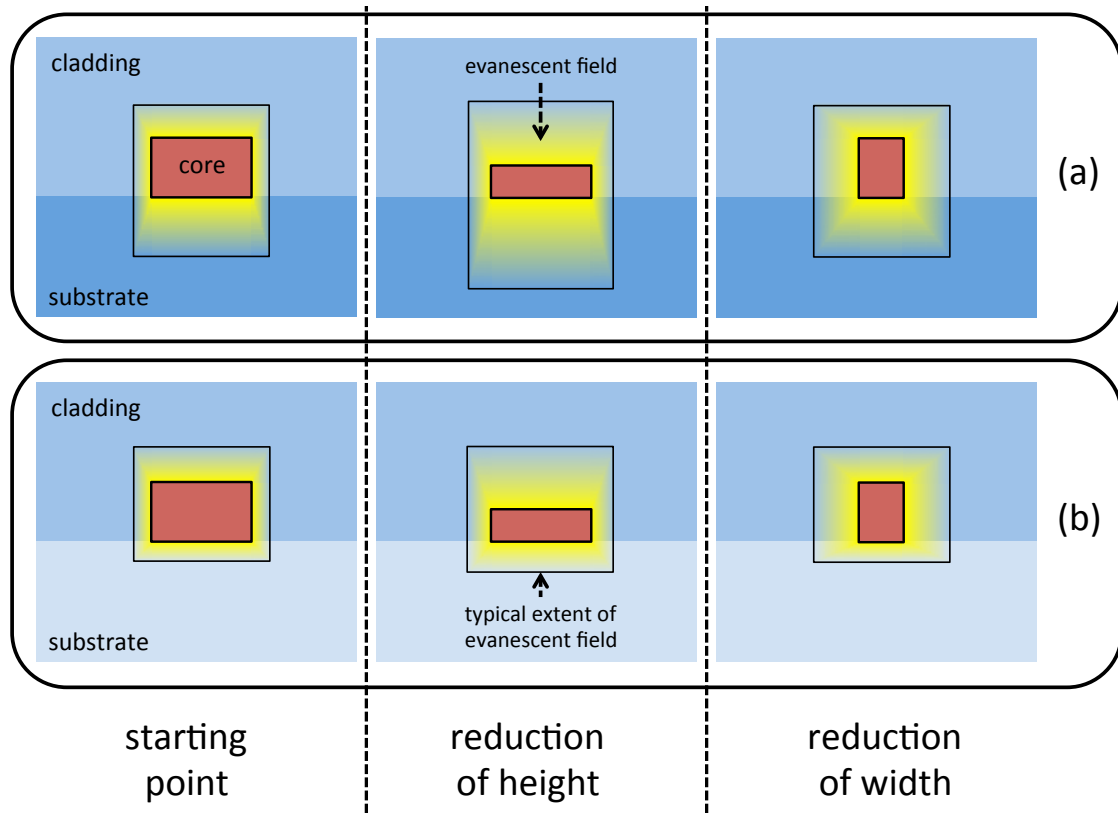 cladding
evanescent field
core
(a)
substrate
cladding
(b)
typical extent of
evanescent field
substrate
starting
point
reduction
of height
reduction
of width